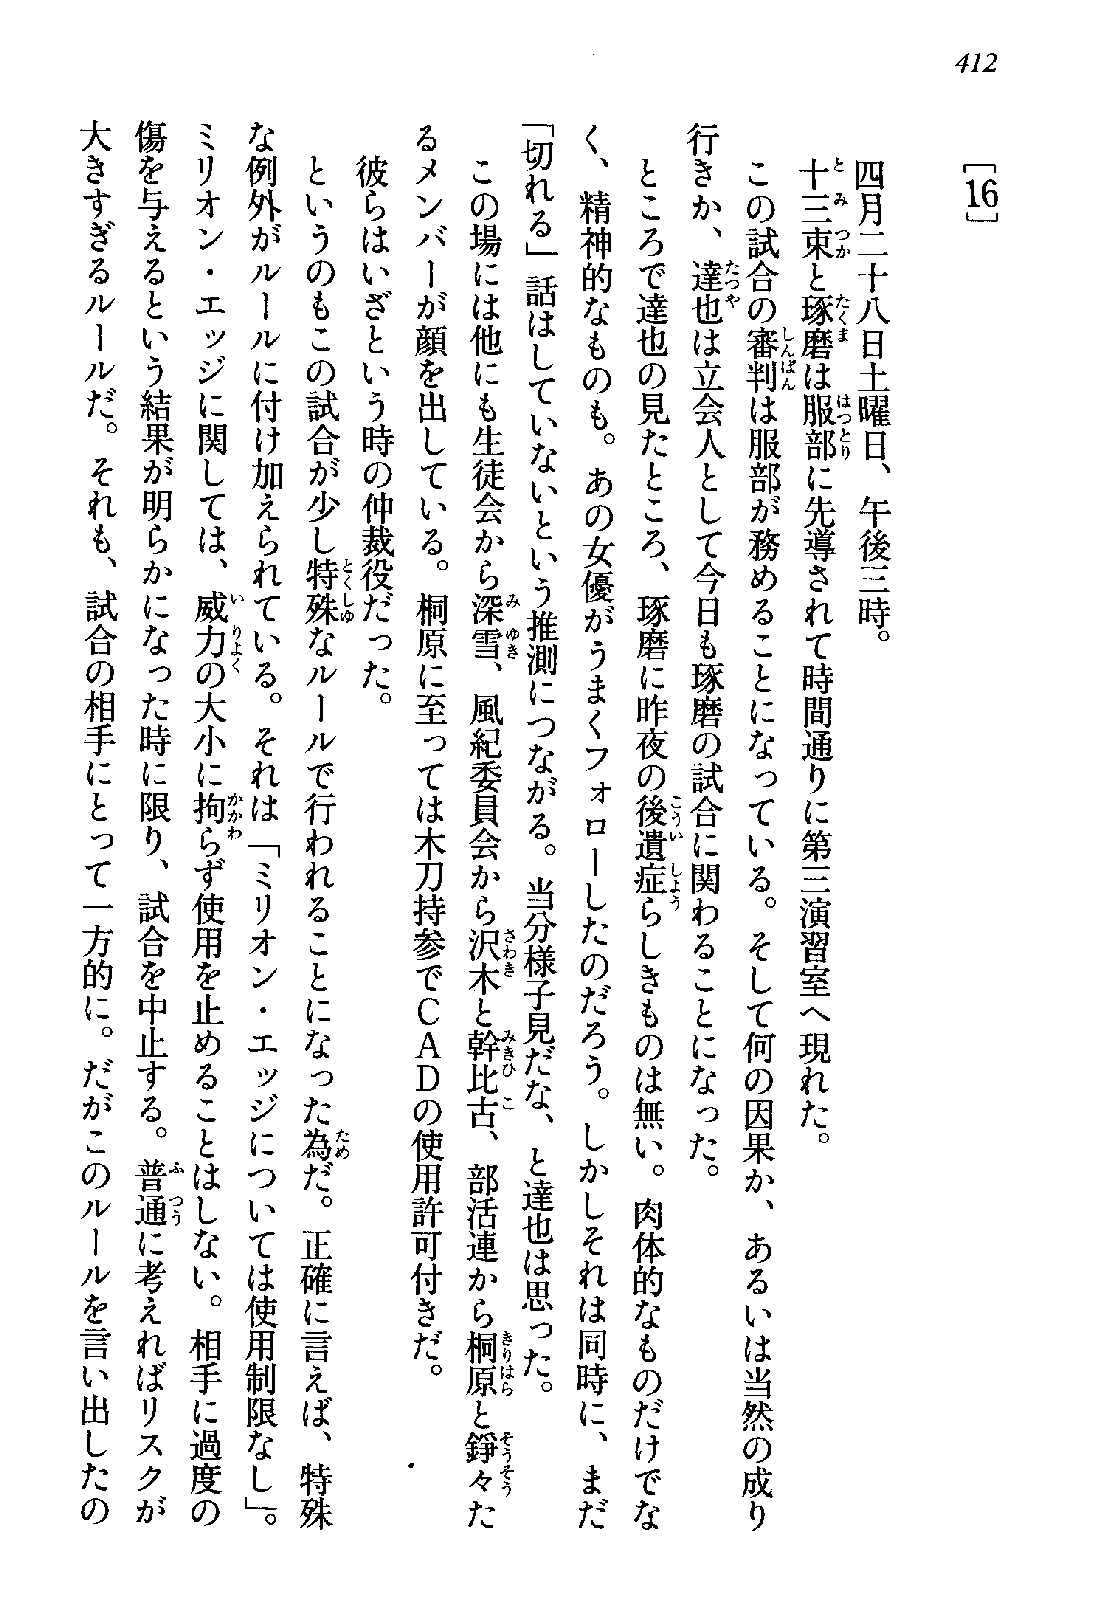 412
[16]
四月二十八日土曜日、午後三時。
十三束と琢磨は服部に先導されて時間通りに第三演習室へ現れた。
この試合の審判は服部が務めることになっている。そして何の因果か、あるいは当然の成り
行きか、達也は立会人として今日も琢磨の試合に関わることになった。
ところで達也の見たところ、琢磨に昨夜の後遺症らしきものは無い。肉体的なものだけでな
く、精神的なものも。あの女優がうまくフォローしたのだろう。しかしそれは同時に、まだ
「切れる」話はしていないという推測につながる。当分様子見だな、と達也は思った。
この場には他にも生徒会から深雪、風紀委員会から沢木と幹比古、部活連から桐原と錚々た
るメンバーが顔を出している。桐原に至っては木刀持参でＣＡＤの使用許可付きだ。
彼らはいざという時の仲裁役だった。
というのもこの試合が少し特殊なルールで行われることになった為だ。正確に言えば、特殊
な例外がルールに付け加えられている。それは「ミリオン・エッジについては使用制限なし」。
ミリオン・エッジに関しては、威力の大小に拘らず使用を止めることはしない。相手に過度の
傷を与えるという結果が明らかになった時に限り、試合を中止する。普通に考えればリスクが
大きすぎるルールだ。それも、試合の相手にとって一方的に。だがこのルールを言い出したの